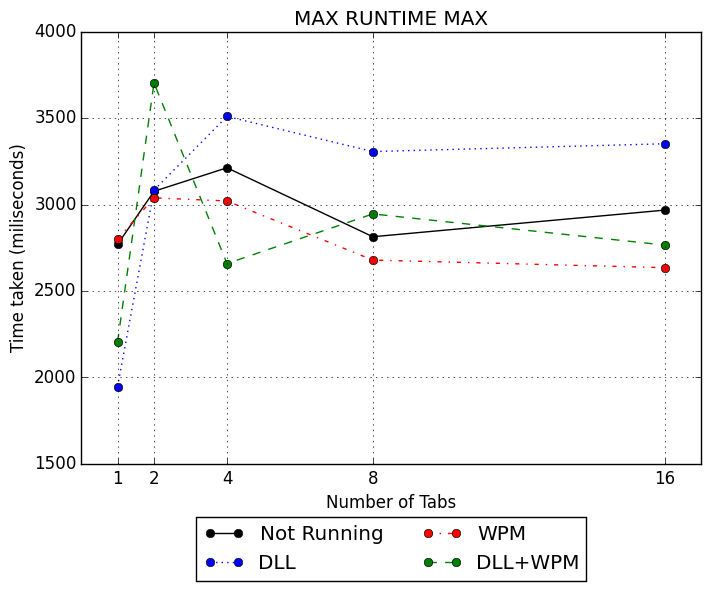 MAX RUNTIME MAX
4000
3500
3000
2500
2000
1500
Time taken (miliseconds)
1 2 4 8 16
Number of Tabs
Not Running WPM
DLL DLL+WPM